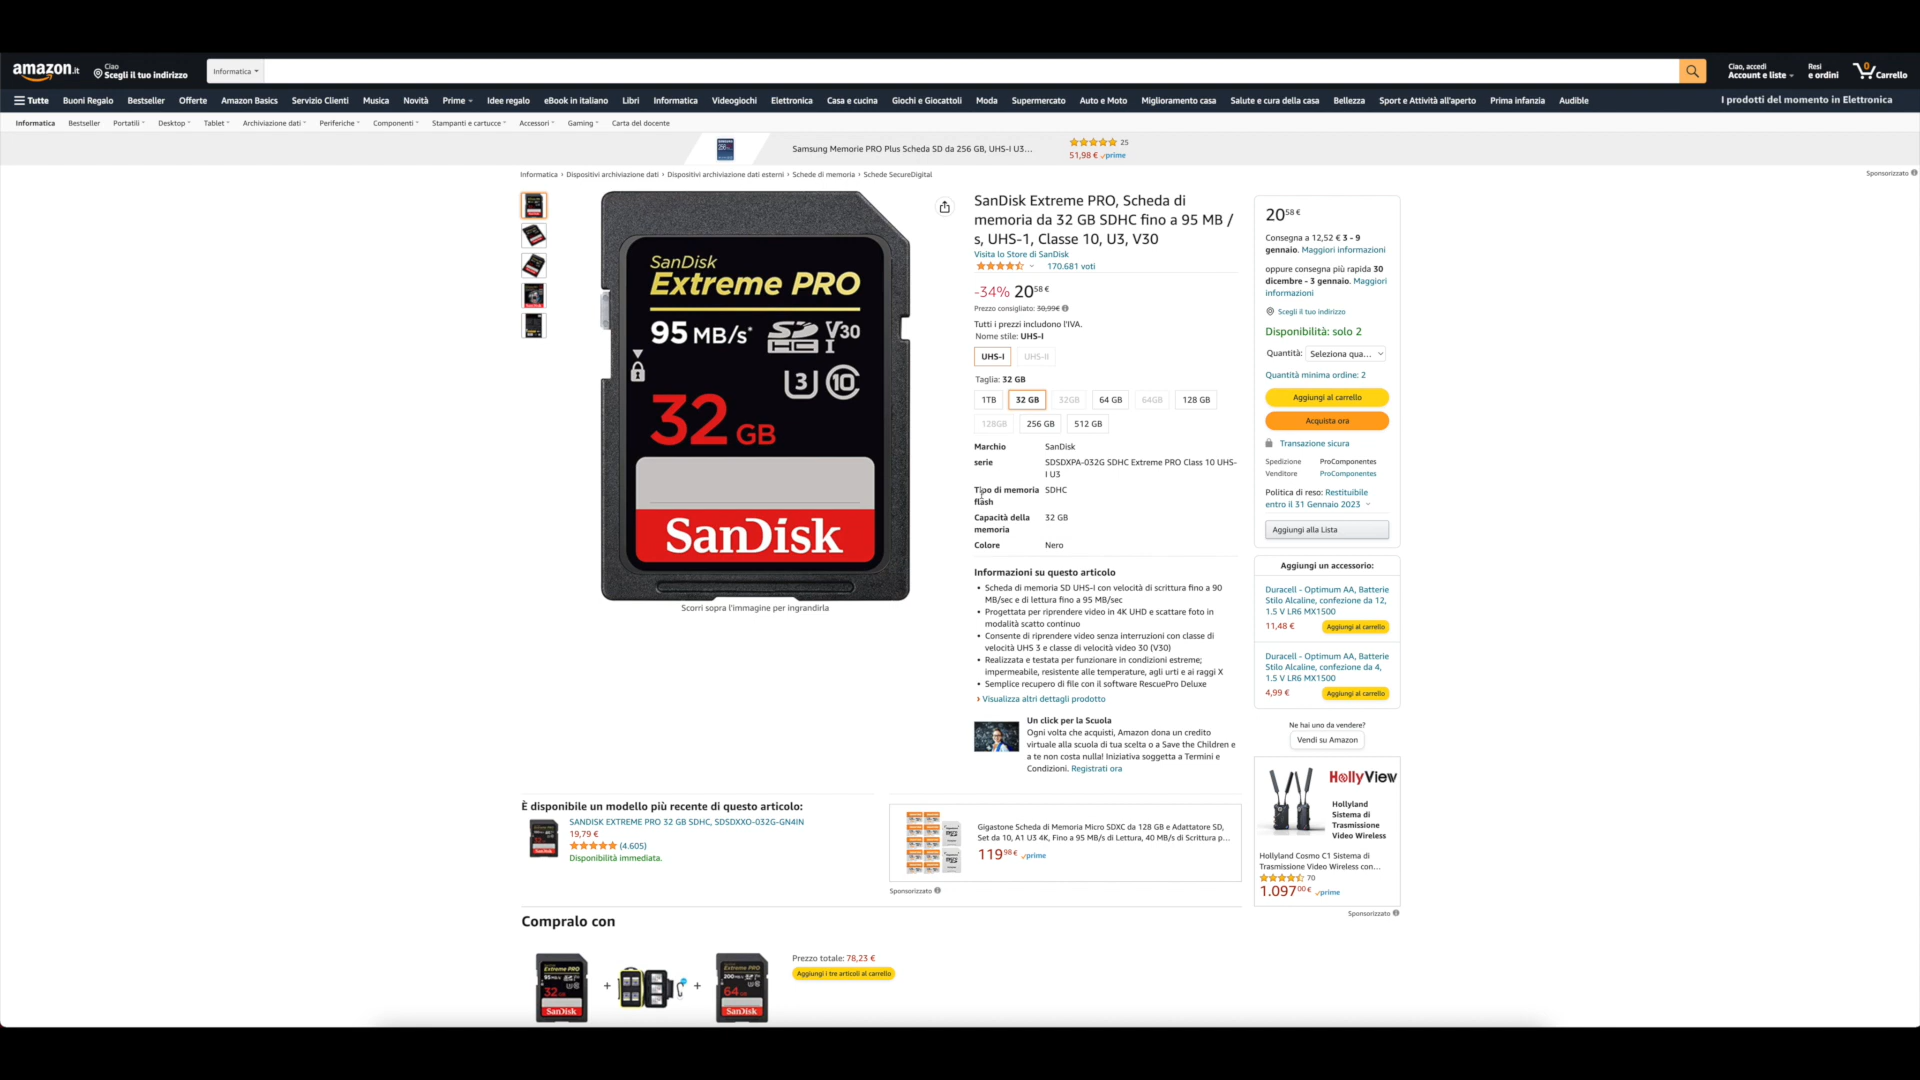 amazon.it
Ciao
Scegli il tuo indirizzo
Informatica
Ciao, accedi
Account e liste
Resi
e ordini
0
Carrello
Tutte Buoni Regalo Bestseller Offerte Amazon Basics Servizio Clienti Musica Novità Prime Idee regalo eBook in italiano Libri Informatica Videogiochi Elettronica Casa e cucina Giochi e Giocattoli Moda Supermercato Auto e Moto Miglioramento casa Salute e cura della casa Bellezza Sport e Attività all'aperto Prima infanzia Audible I prodotti del momento in Elettronica
Informatica Bestseller Portatili Desktop Tablet Archiviazione dati Periferiche Componenti Stampanti e cartucce Accessori Gaming Carta del docente
Samsung Memorie PRO Plus Scheda SD da 256 GB, UHS-I U3…
25
51,98 € prime
Informatica › Dispositivi archiviazione dati › Dispositivi archiviazione dati esterni › Schede di memoria › Schede SecureDigital
Sponsorizzato
SanDisk
Extreme PRO
95 MB/s*
SD HC I V30
U3 10
32 GB
SanDisk
Scorri sopra l'immagine per ingrandirla
SanDisk Extreme PRO, Scheda di
memoria da 32 GB SDHC fino a 95 MB /
s, UHS-1, Classe 10, U3, V30
Visita lo Store di SanDisk
170.681 voti
-34% 20,58 €
Prezzo consigliato: 30,99€
Tutti i prezzi includono l'IVA.
Nome stile: UHS-I
UHS-I UHS-II
Taglia: 32 GB
1TB 32 GB 32GB 64 GB 64GB 128 GB
128GB 256 GB 512 GB
Marchio SanDisk
serie SDSDXPA-032G SDHC Extreme PRO Class 10 UHS-
I U3
Tipo di memoria SDHC
flash
Capacità della 32 GB
memoria
Colore Nero
Informazioni su questo articolo
• Scheda di memoria SD UHS-I con velocità di scrittura fino a 90
MB/sec e di lettura fino a 95 MB/sec
• Progettata per riprendere video in 4K UHD e scattare foto in
modalità scatto continuo
• Consente di riprendere video senza interruzioni con classe di
velocità UHS 3 e classe di velocità video 30 (V30)
• Realizzata e testata per funzionare in condizioni estreme;
impermeabile, resistente alle temperature, agli urti e ai raggi X
• Semplice recupero di file con il software RescuePro Deluxe
› Visualizza altri dettagli prodotto
Un click per la Scuola
Ogni volta che acquisti, Amazon dona un credito
virtuale alla scuola di tua scelta o a Save the Children e
a te non costa nulla! Iniziativa soggetta a Termini e
Condizioni. Registrati ora
20,58 €
Consegna a 12,52 € 3 - 9
gennaio. Maggiori informazioni
oppure consegna più rapida 30
dicembre - 3 gennaio. Maggiori
informazioni
Scegli il tuo indirizzo
Disponibilità: solo 2
Quantità: Seleziona qua...
Quantità minima ordine: 2
Aggiungi al carrello
Acquista ora
Transazione sicura
Spedizione ProComponentes
Venditore ProComponentes
Politica di reso: Restituibile
entro il 31 Gennaio 2023
Aggiungi alla Lista
Aggiungi un accessorio:
Duracell - Optimum AA, Batterie
Stilo Alcaline, confezione da 12,
1.5 V LR6 MX1500
11,48 € Aggiungi al carrello
Duracell - Optimum AA, Batterie
Stilo Alcaline, confezione da 4,
1.5 V LR6 MX1500
4,99 € Aggiungi al carrello
Ne hai uno da vendere?
Vendi su Amazon
HollyView
Hollyland
Sistema di
Trasmissione
Video Wireless
Hollyland Cosmo C1 Sistema di
Trasmissione Video Wireless con…
70
1.097,00 € prime
Sponsorizzato
È disponibile un modello più recente di questo articolo:
SANDISK EXTREME PRO 32 GB SDHC, SDSDXXO-032G-GN4IN
19,79 €
(4.605)
Disponibilità immediata.
Gigastone Scheda di Memoria Micro SDXC da 128 GB e Adattatore SD,
Set da 10, A1 U3 4K, Fino a 95 MB/s di Lettura, 40 MB/s di Scrittura p…
119,98 € prime
Sponsorizzato
Compralo con
Extreme PRO
95 MB/s
32 GB
SanDisk
+
+
Extreme PRO
200 MB/s
64 GB
SanDisk
Prezzo totale: 78,23 €
Aggiungi i tre articoli al carrello